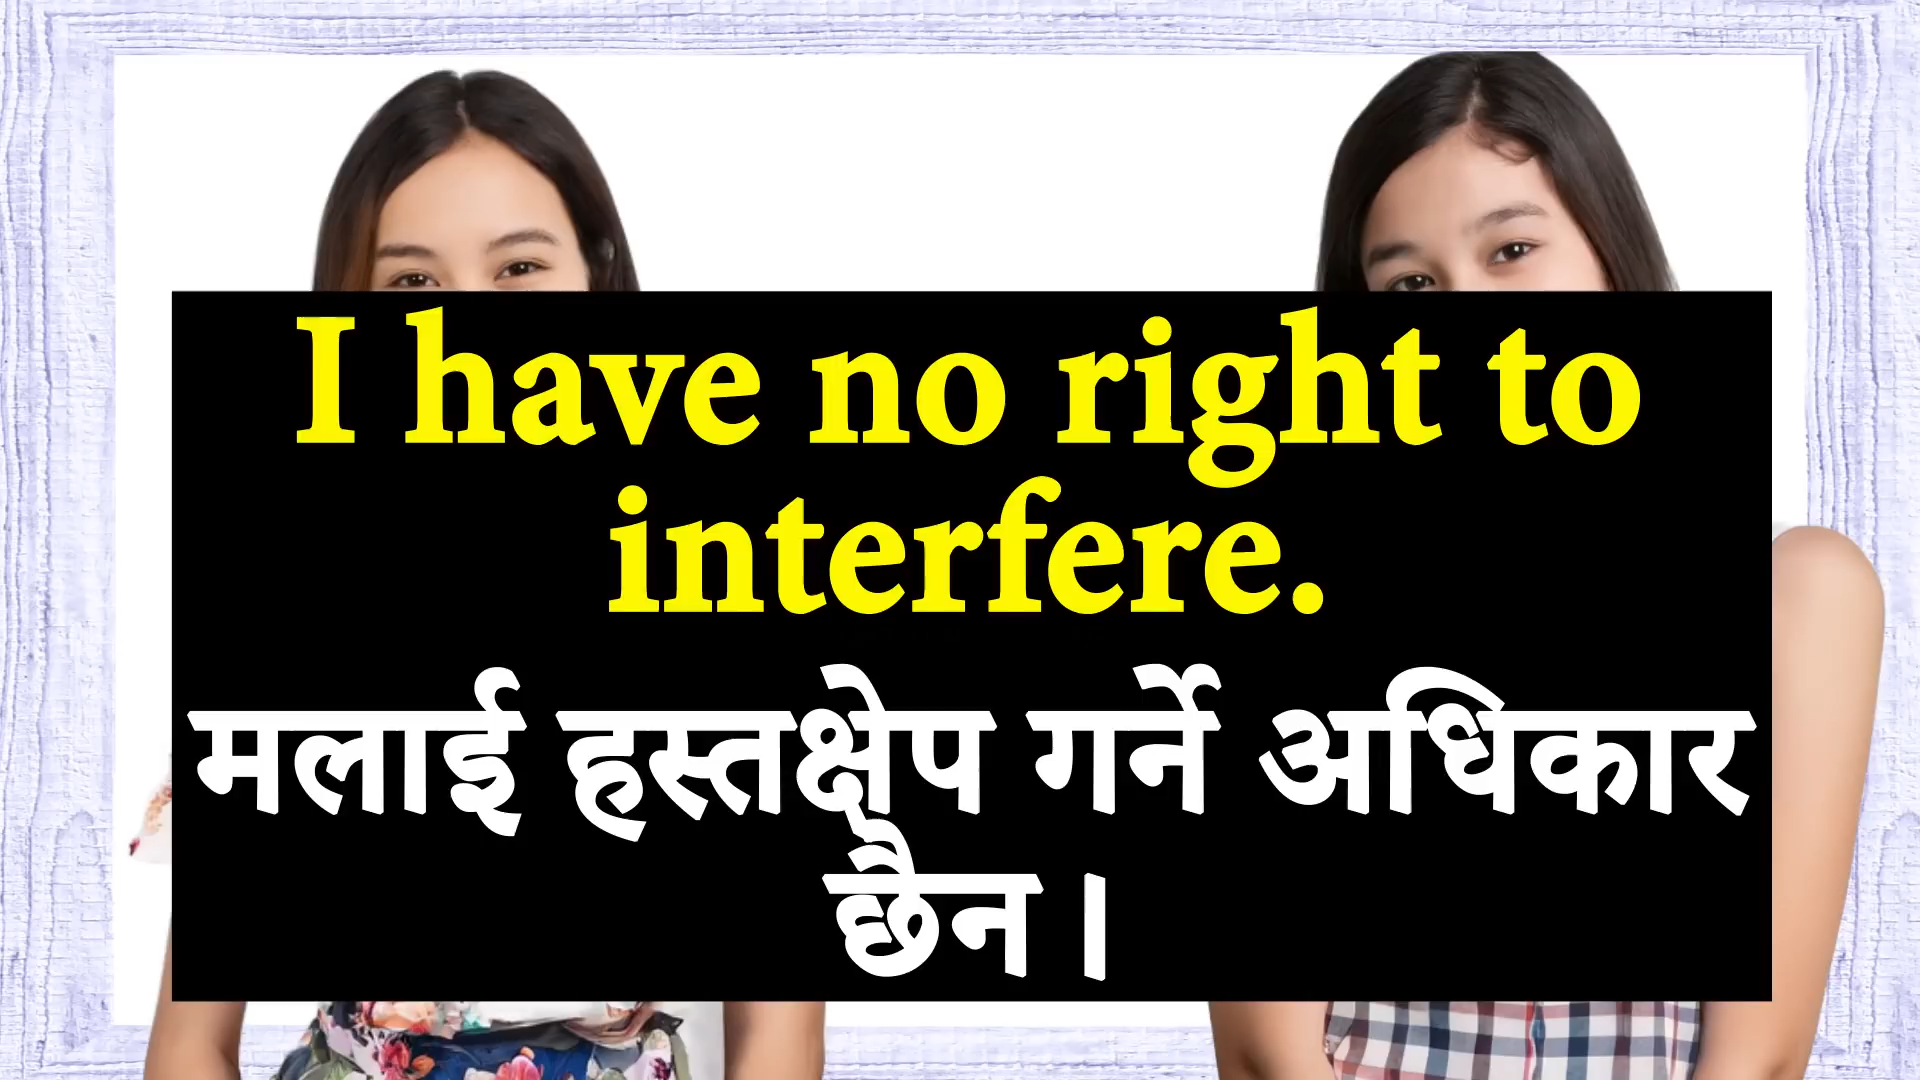 I have no right to
interfere.
मलाई हस्तक्षेप गर्ने अधिकार
छैन।